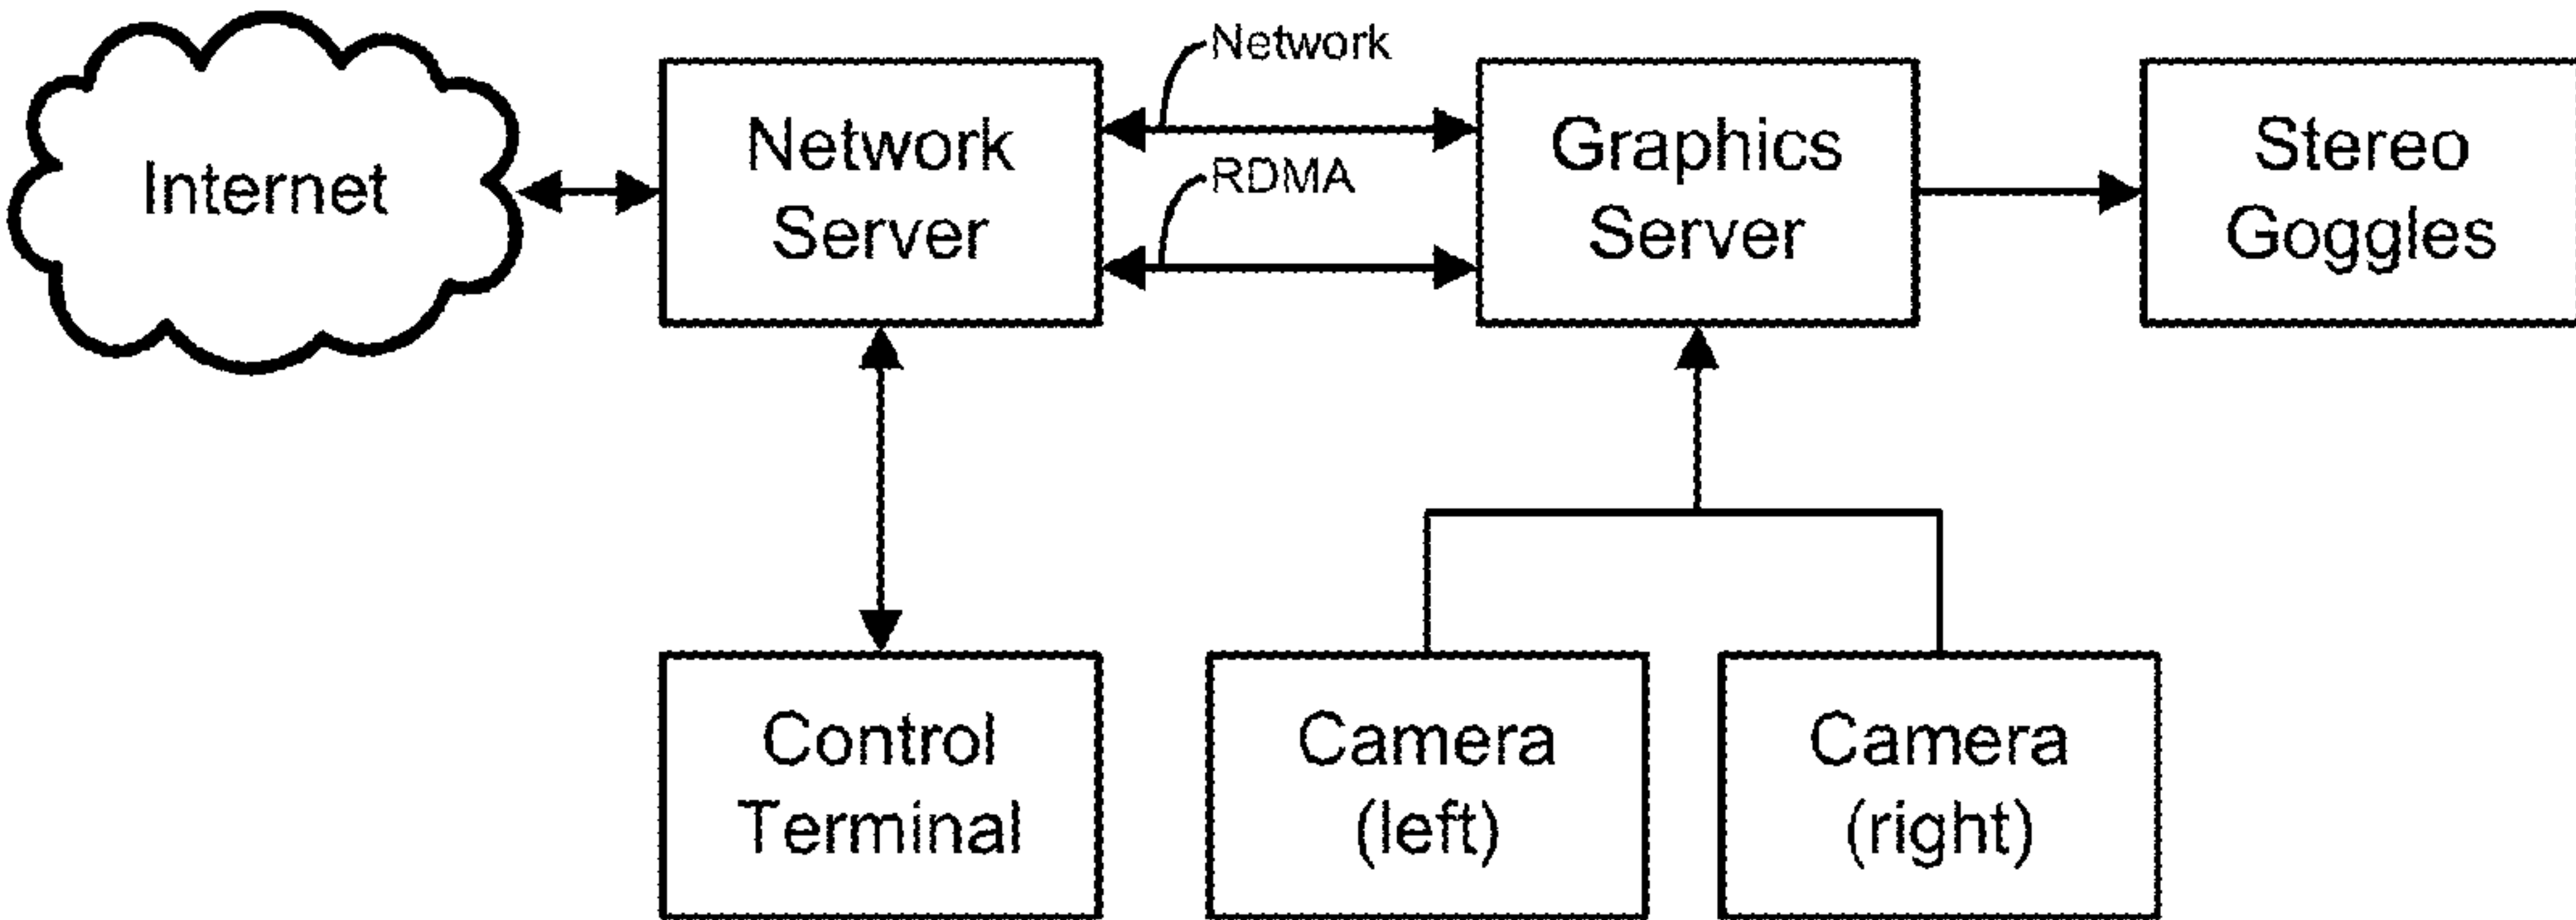 Network
Internet
Network
Server
RDMA
Graphics
Server
Stereo
Goggles
Control
Terminal
Camera
(left)
Camera
(right)